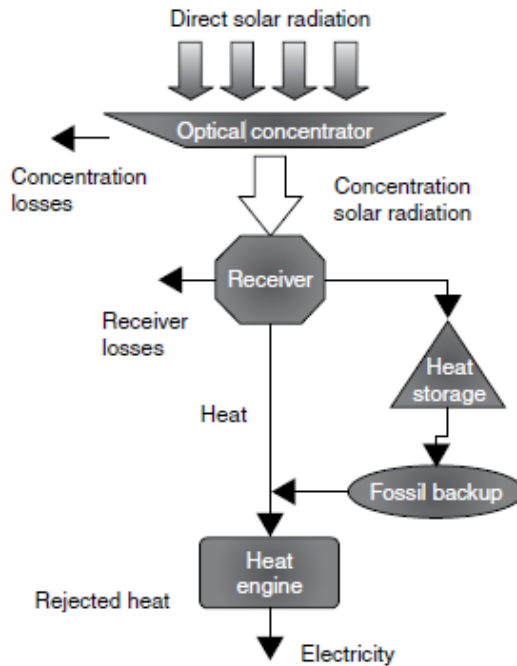 Direct solar radiation
Optical concentrator
Concentration
losses
Concentration
solar radiation
Receiver
Receiver
losses
Heat
storage
Heat
Fossil backup
Heat
engine
Rejected heat
Electricity